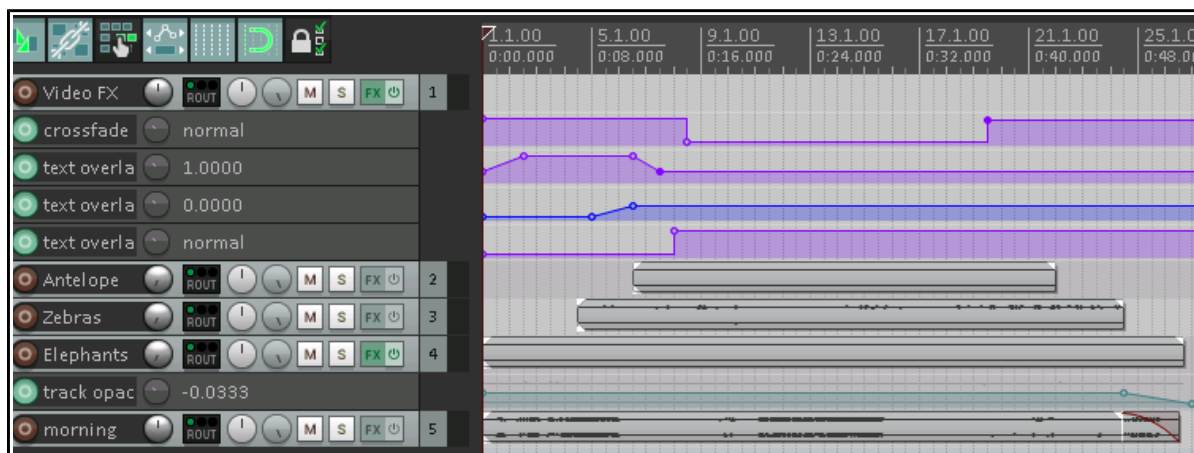 1.1.00 5.1.00 9.1.00 13.1.00 17.1.00 21.1.00 25.1.0
0:00.000 0:08.000 0:16.000 0:24.000 0:32.000 0:40.000 0:48.0
Video FX ROUT M S FX 1
crossfade normal
text overla 1.0000
text overla 0.0000
text overla normal
Antelope ROUT M S FX 2
Zebras ROUT M S FX 3
Elephants ROUT M S FX 4
track opac -0.0333
morning ROUT M S FX 5